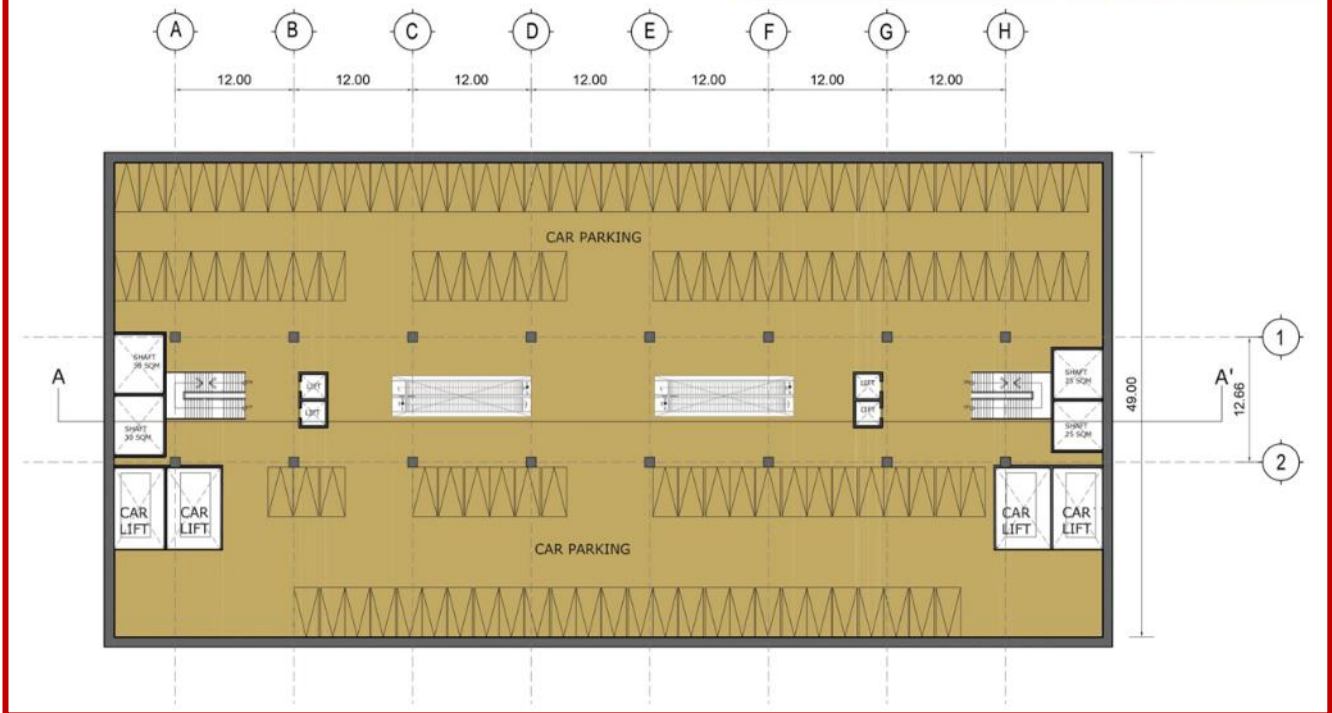 A B C D E F G H
12.00 12.00 12.00 12.00 12.00 12.00 12.00
CAR PARKING
1
SHAFT
30 SQM
SHAFT
25 SQM
A
LIFT
LIFT
A'
LIFT
LIFT
12.66
49.00
SHAFT
30 SQM
SHAFT
25 SQM
2
CAR
LIFT
CAR
LIFT
CAR
LIFT
CAR
LIFT
CAR PARKING